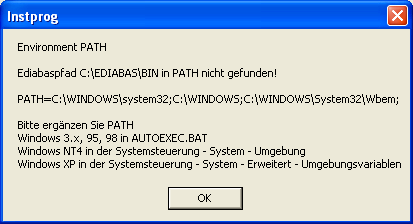 Instprog
Environment PATH
Ediabaspfad C:\EDIABAS\BIN in PATH nicht gefunden!
PATH=C:\WINDOWS\system32;C:\WINDOWS;C:\WINDOWS\System32\Wbem;
Bitte ergänzen Sie PATH
Windows 3.x, 95, 98 in AUTOEXEC.BAT
Windows NT4 in der Systemsteuerung - System - Umgebung
Windows XP in der Systemsteuerung - System - Erweitert - Umgebungsvariablen
OK